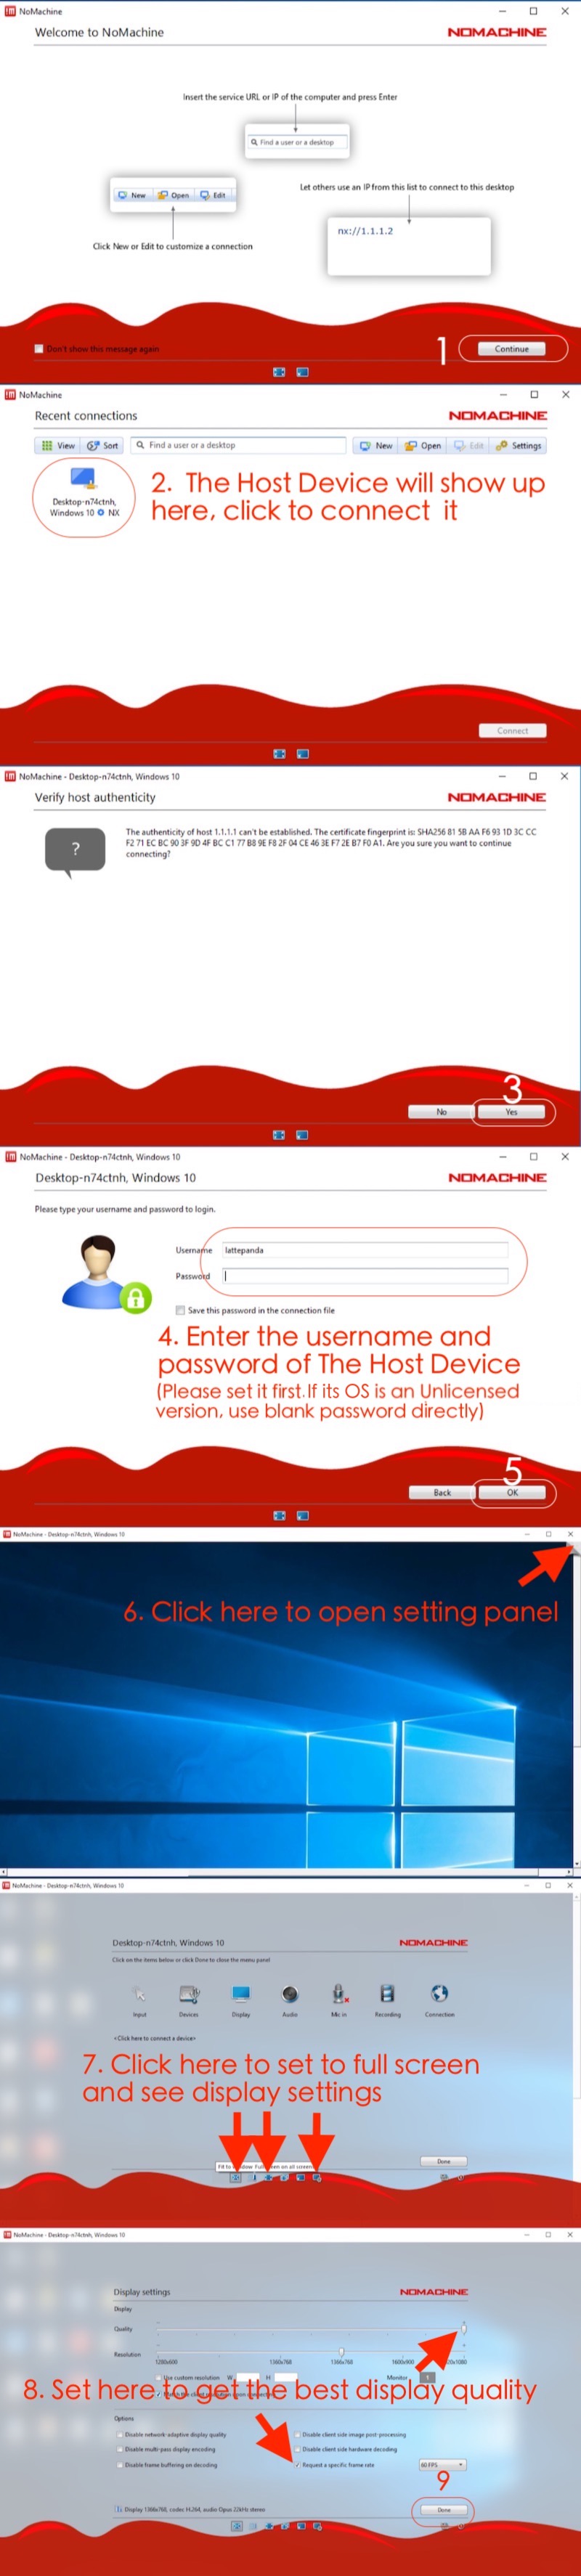 NoMachine
Welcome to NoMachine
NOMACHINE
Insert the service URL or IP of the computer and press Enter
Find a user or a desktop
New Open Edit
Let others use an IP from this list to connect to this desktop
nx://1.1.1.2
Click New or Edit to customize a connection
Don't show this message again
1
Continue
NoMachine
Recent connections
NOMACHINE
View Sort Find a user or a desktop New Open Edit Settings
Desktop-n74ctnh,
Windows 10 NX
2. The Host Device will show up
here, click to connect it
Connect
NoMachine - Desktop-n74ctnh, Windows 10
Verify host authenticity
NOMACHINE
?
The authenticity of host 1.1.1.1 can't be established. The certificate fingerprint is: SHA256 81 5B AA F6 93 1D 3C CC
F2 71 EC BC 90 3F 9D 4F BC C1 77 B8 9E F8 2F 04 CE 46 3E F7 2E B7 F0 A1. Are you sure you want to continue
connecting?
3
No Yes
NoMachine - Desktop-n74ctnh, Windows 10
Desktop-n74ctnh, Windows 10
NOMACHINE
Please type your username and password to login.
Username lattepanda
Password
Save this password in the connection file
4. Enter the username and
password of The Host Device
(Please set it first.If its OS is an Unlicensed
version, use blank password directly)
5
Back OK
NoMachine - Desktop-n74ctnh, Windows 10
6. Click here to open setting panel
NoMachine - Desktop-n74ctnh, Windows 10
Desktop-n74ctnh, Windows 10
NOMACHINE
Click on the items below or click Done to close the menu panel
Input Devices Display Audio Mic in Recording Connection
<Click here to connect a device>
7. Click here to set to full screen
and see display settings
Done
NoMachine - Desktop-n74ctnh, Windows 10
Display settings
NOMACHINE
Display
Quality
Resolution
1280x600 1360x768 1366x768 1600x900
Use custom resolution W H Monitor
8. Set here to get the best display quality
Options
Disable network-adaptive display quality
Disable client side image post-processing
Disable multi-pass display encoding
Disable client side hardware decoding
Disable frame buffering on decoding
Request a specific frame rate
60 FPS
9
Display 1366x768, codec H.264, audio Opus 22kHz stereo
Done